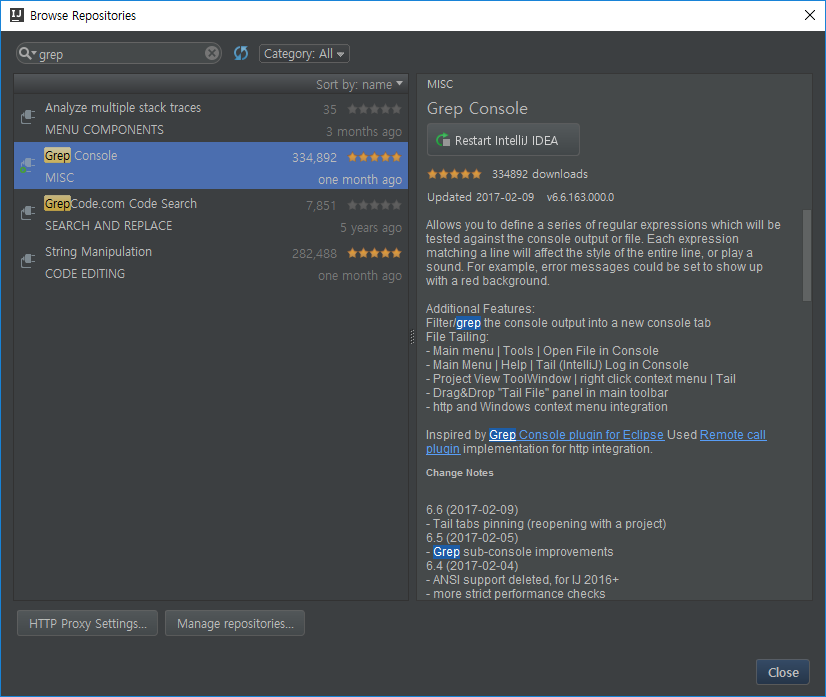 IJ Browse Repositories
grep
Category: All
Sort by: name
Analyze multiple stack traces 35
MENU COMPONENTS 3 months ago
Grep Console 334,892
MISC one month ago
GrepCode.com Code Search 7,851
SEARCH AND REPLACE 5 years ago
String Manipulation 282,488
CODE EDITING one month ago
MISC
Grep Console
Restart IntelliJ IDEA
334892 downloads
Updated 2017-02-09 v6.6.163.000.0
Allows you to define a series of regular expressions which will be
tested against the console output or file. Each expression
matching a line will affect the style of the entire line, or play a
sound. For example, error messages could be set to show up
with a red background.
Additional Features:
Filter/grep the console output into a new console tab
File Tailing:
- Main menu | Tools | Open File in Console
- Main Menu | Help | Tail (IntelliJ) Log in Console
- Project View ToolWindow | right click context menu | Tail
- Drag&Drop "Tail File" panel in main toolbar
- http and Windows context menu integration
Inspired by Grep Console plugin for Eclipse Used Remote call
plugin implementation for http integration.
Change Notes
6.6 (2017-02-09)
- Tail tabs pinning (reopening with a project)
6.5 (2017-02-05)
- Grep sub-console improvements
6.4 (2017-02-04)
- ANSI support deleted, for IJ 2016+
- more strict performance checks
HTTP Proxy Settings...
Manage repositories...
Close